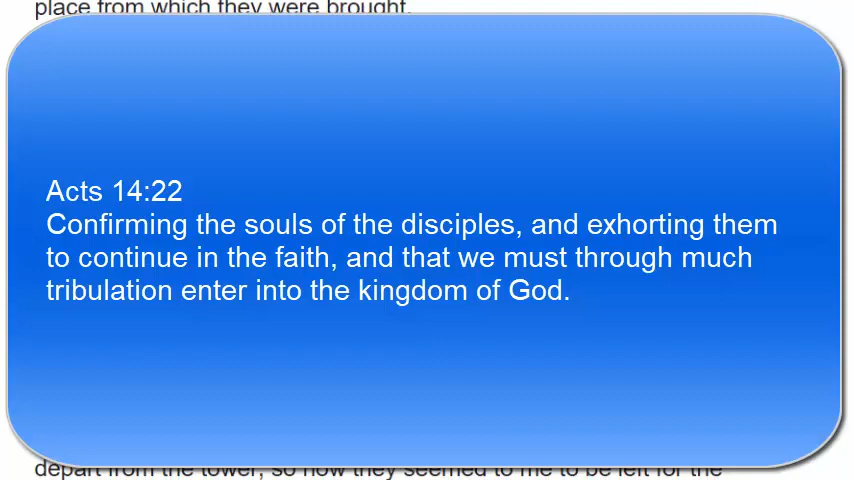 place from which they were brought.
Acts 14:22
Confirming the souls of the disciples, and exhorting them
to continue in the faith, and that we must through much
tribulation enter into the kingdom of God.
depart from the tower, so now they seemed to me to be left for the